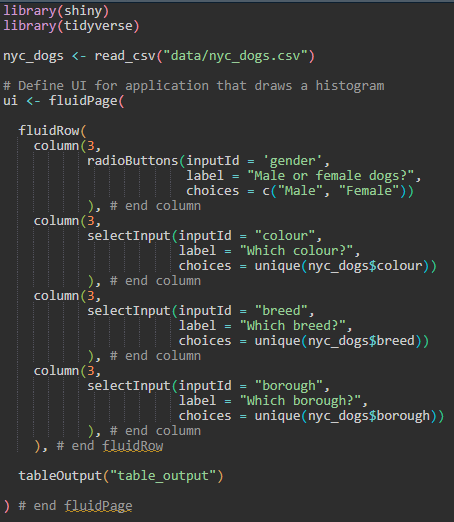 library(shiny)
library(tidyverse)
nyc_dogs <- read_csv("data/nyc_dogs.csv")
# Define UI for application that draws a histogram
ui <- fluidPage(
fluidRow(
column(3,
radioButtons(inputId = 'gender',
label = "Male or female dogs?",
choices = c("Male", "Female"))
), # end column
column(3,
selectInput(inputId = "colour",
label = "Which colour?",
choices = unique(nyc_dogs$colour))
), # end column
column(3,
selectInput(inputId = "breed",
label = "Which breed?",
choices = unique(nyc_dogs$breed))
), # end column
column(3,
selectInput(inputId = "borough",
label = "Which borough?",
choices = unique(nyc_dogs$borough))
), # end column
), # end fluidRow
tableOutput("table_output")
) # end fluidPage